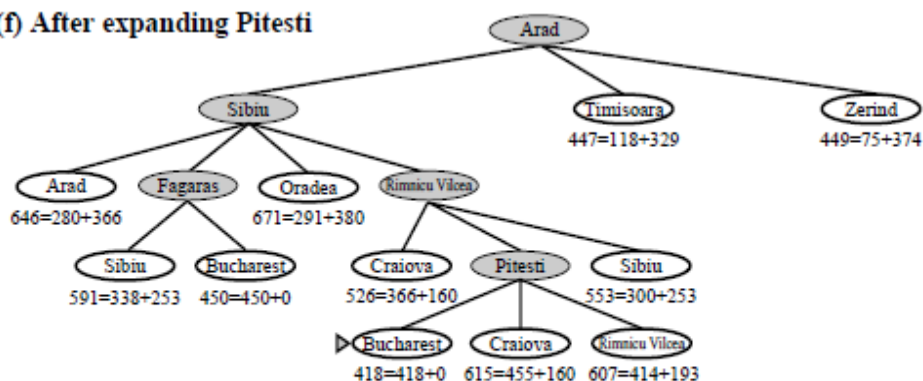 (f) After expanding Pitesti
Arad
Sibiu Timisoara Zerind
447=118+329 449=75+374
Arad Fagaras Oradea Rimnicu Vilcea
646=280+366 671=291+380
Sibiu Bucharest Craiova Pitesti Sibiu
591=338+253 450=450+0 526=366+160 553=300+253
Bucharest Craiova Rimnicu Vilcea
418=418+0 615=455+160 607=414+193